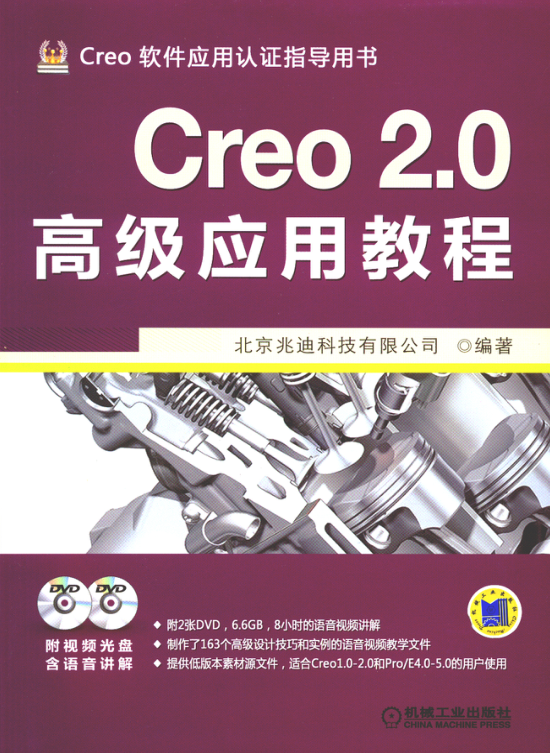 Creo 软件应用认证指导用书
Creo 2.0
高级应用教程
北京兆迪科技有限公司 ◎编著
DVD DVD
附视频光盘
含语音讲解
◆ 附2张DVD，6.6GB，8小时的语音视频讲解
◆ 制作了163个高级设计技巧和实例的语音视频教学文件
◆ 提供低版本素材源文件，适合Creo1.0-2.0和Pro/E4.0-5.0的用户使用
机械工业出版社
CHINA MACHINE PRESS